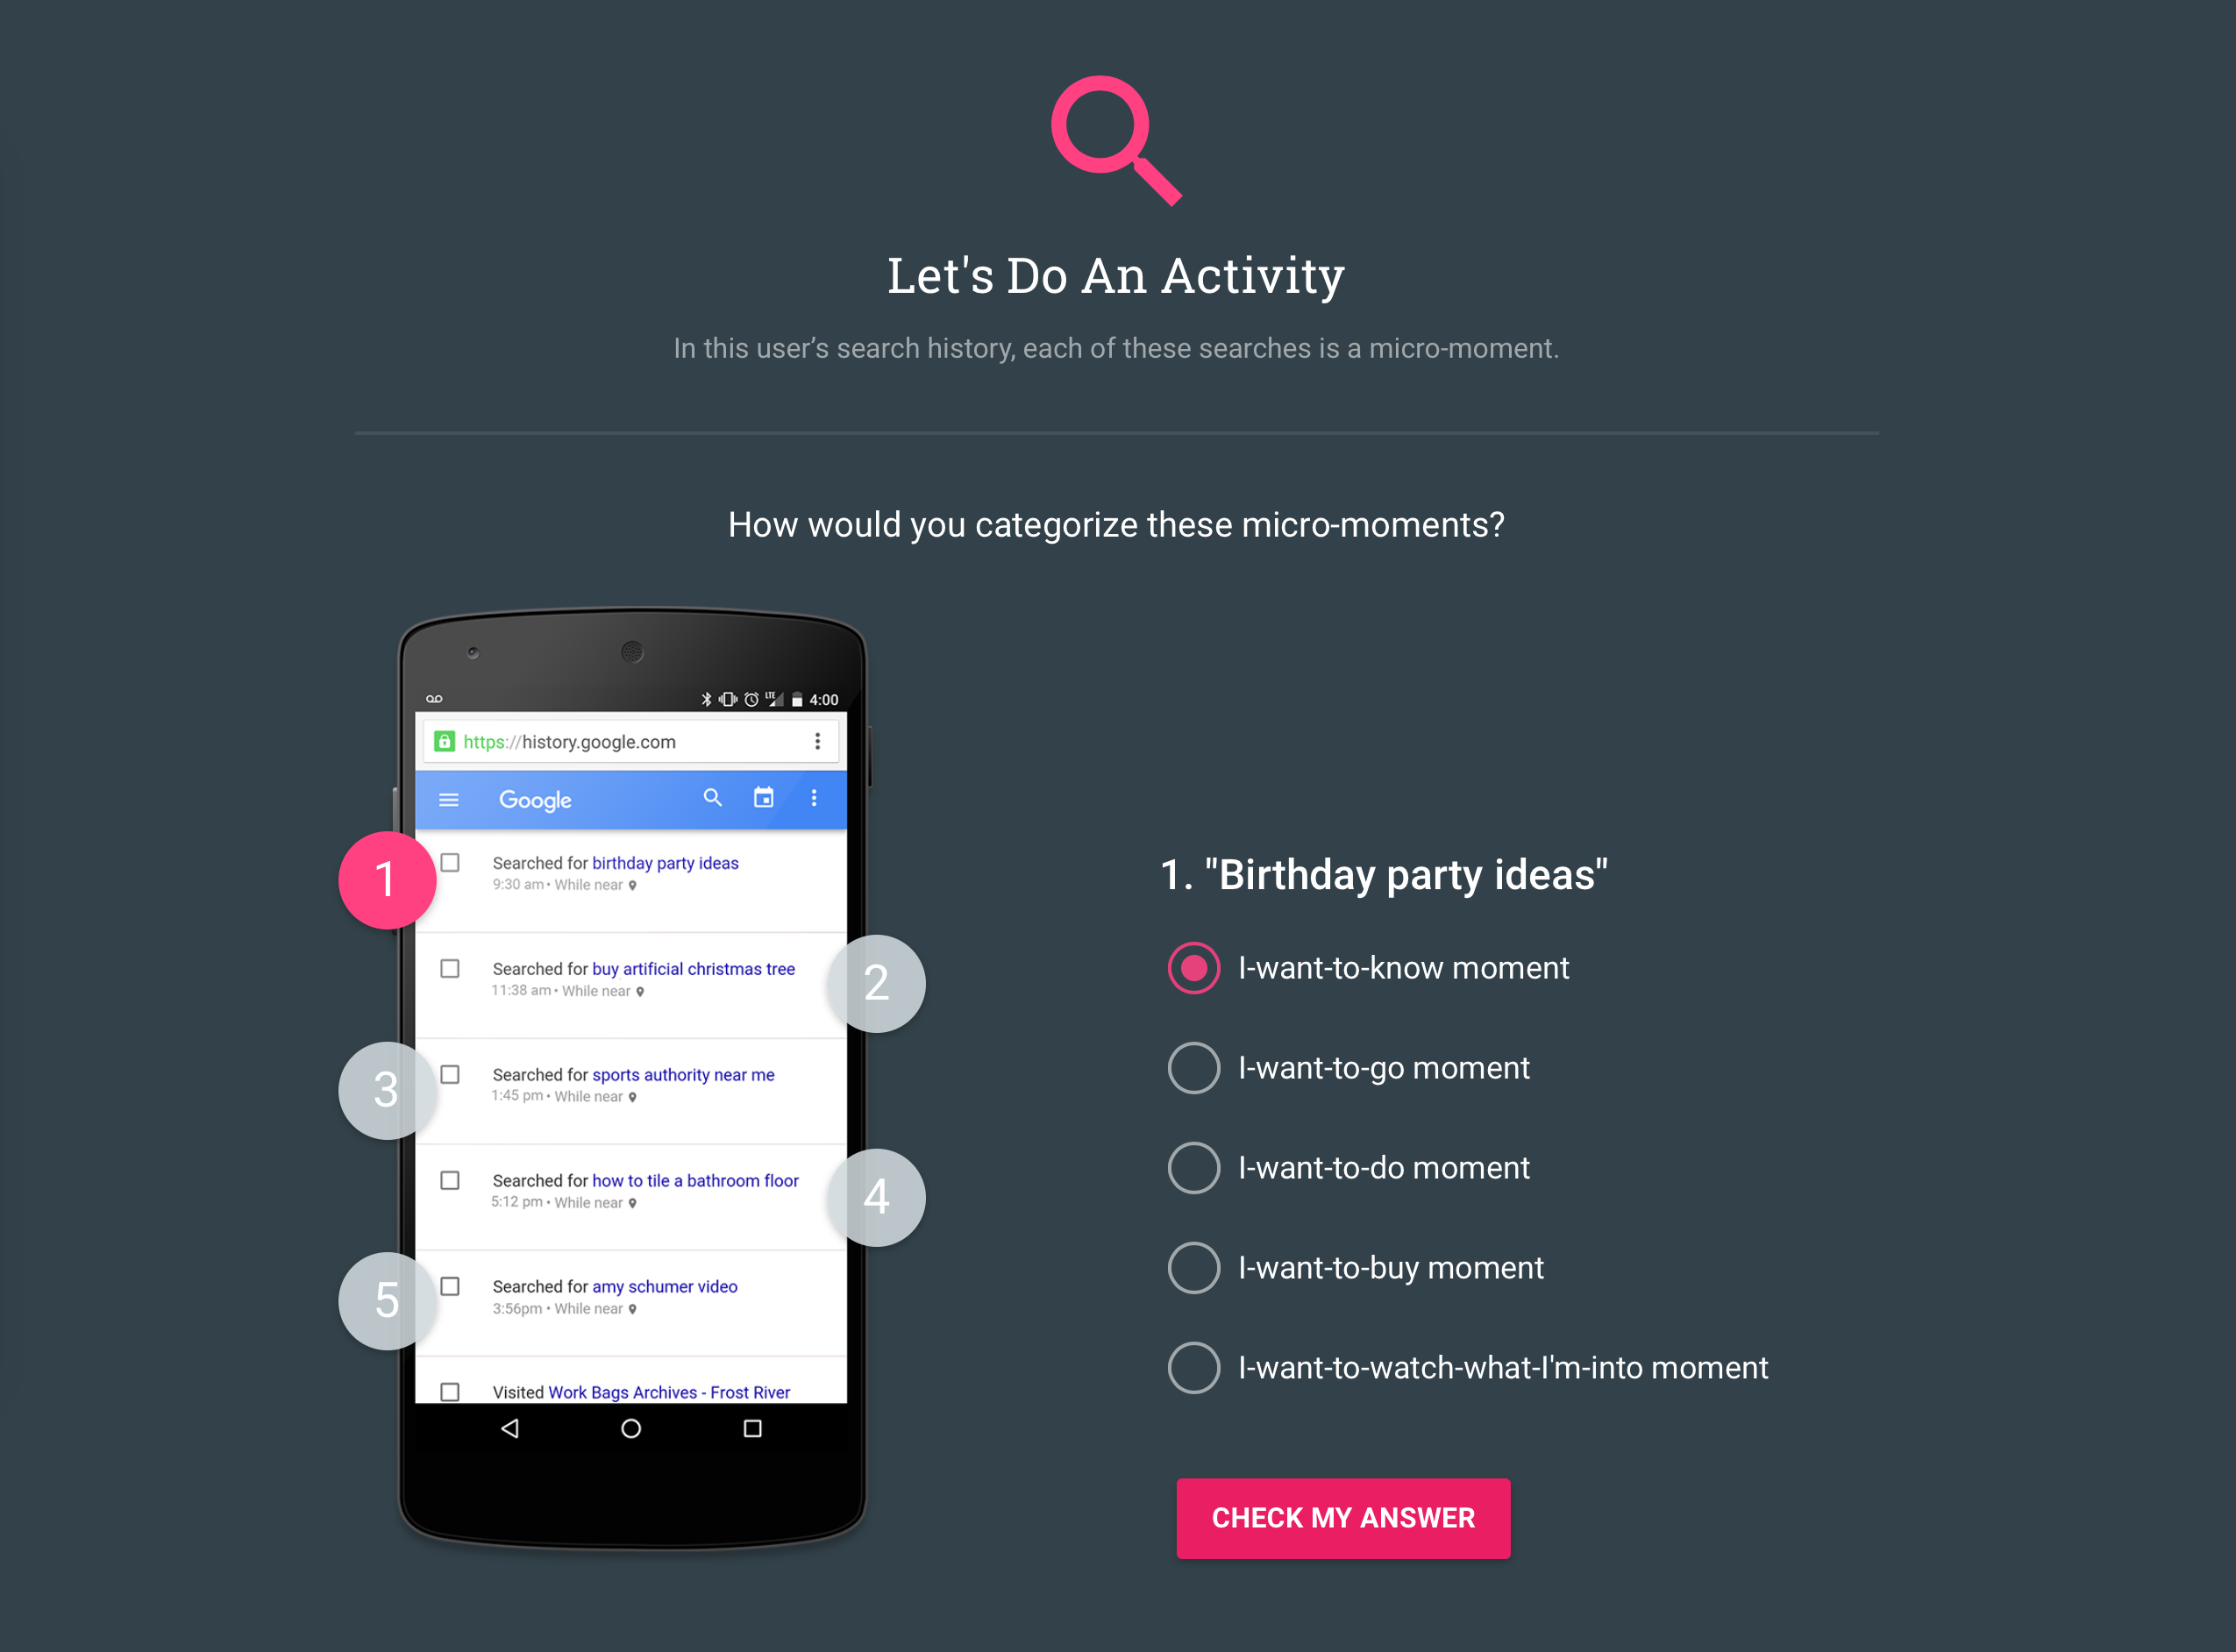 Let's Do An Activity
In this user’s search history, each of these searches is a micro-moment.
How would you categorize these micro-moments?
LTE 4:00
https://history.google.com
Google
1
Searched for birthday party ideas
9:30 am • While near
Searched for buy artificial christmas tree
11:38 am • While near
2
3
Searched for sports authority near me
1:45 pm • While near
Searched for how to tile a bathroom floor
5:12 pm • While near
4
5
Searched for amy schumer video
3:56pm • While near
Visited Work Bags Archives - Frost River
1. "Birthday party ideas"
I-want-to-know moment
I-want-to-go moment
I-want-to-do moment
I-want-to-buy moment
I-want-to-watch-what-I'm-into moment
CHECK MY ANSWER